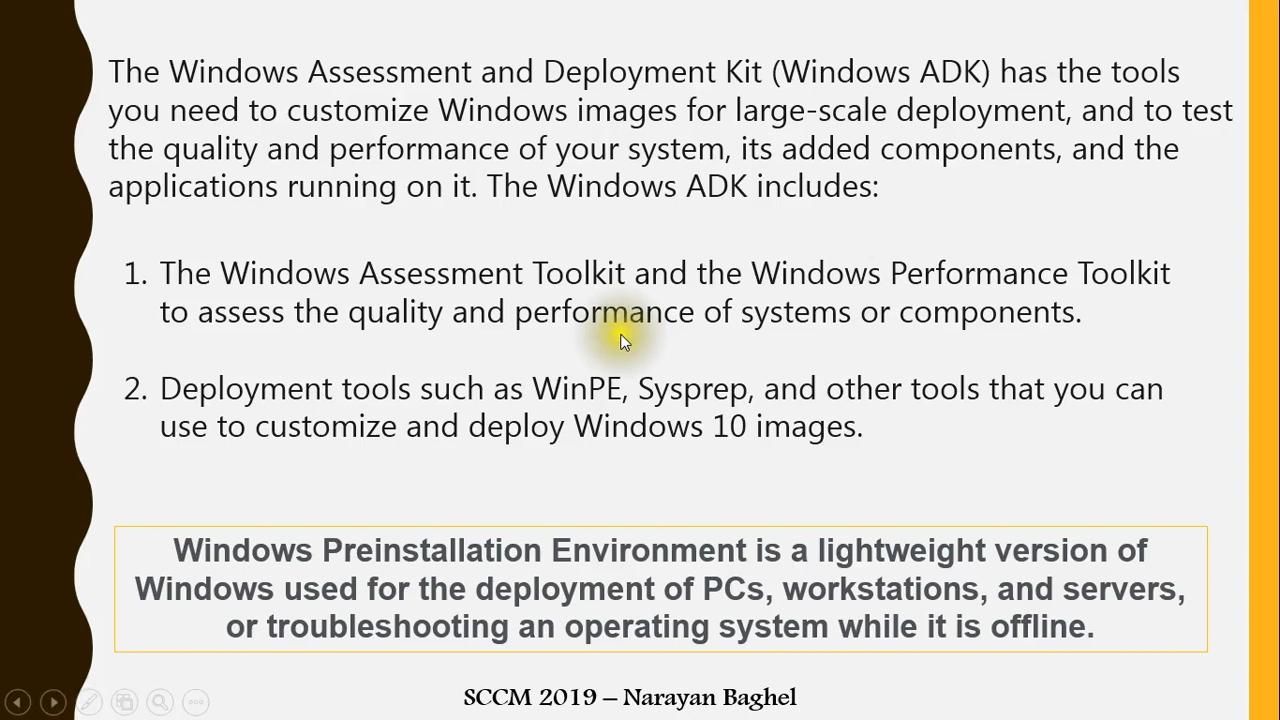 The Windows Assessment and Deployment Kit (Windows ADK) has the tools
you need to customize Windows images for large-scale deployment, and to test
the quality and performance of your system, its added components, and the
applications running on it. The Windows ADK includes:
1. The Windows Assessment Toolkit and the Windows Performance Toolkit
to assess the quality and performance of systems or components.
2. Deployment tools such as WinPE, Sysprep, and other tools that you can
use to customize and deploy Windows 10 images.
Windows Preinstallation Environment is a lightweight version of
Windows used for the deployment of PCs, workstations, and servers,
or troubleshooting an operating system while it is offline.
SCCM 2019 – Narayan Baghel